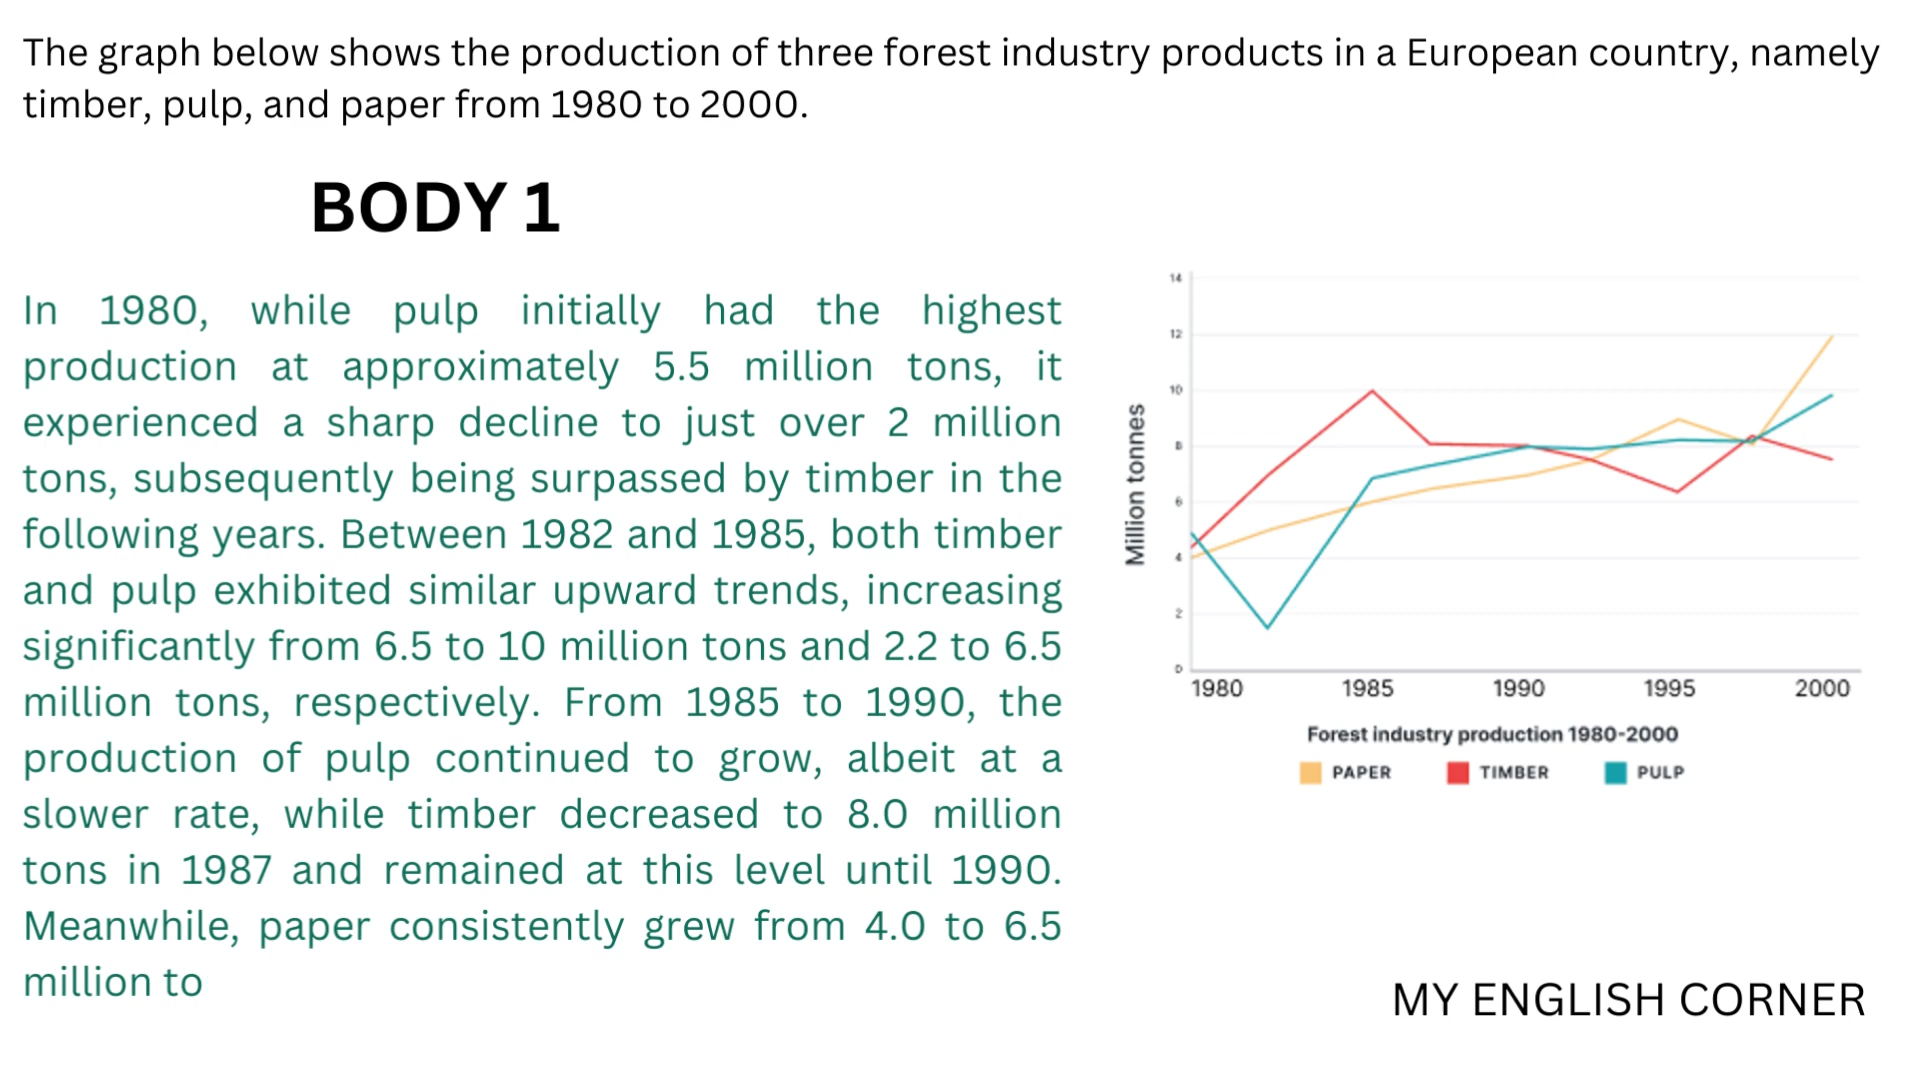 The graph below shows the production of three forest industry products in a European country, namely
timber, pulp, and paper from 1980 to 2000.
BODY 1
In 1980, while pulp initially had the highest
production at approximately 5.5 million tons, it
experienced a sharp decline to just over 2 million
tons, subsequently being surpassed by timber in the
following years. Between 1982 and 1985, both timber
and pulp exhibited similar upward trends, increasing
significantly from 6.5 to 10 million tons and 2.2 to 6.5
million tons, respectively. From 1985 to 1990, the
production of pulp continued to grow, albeit at a
slower rate, while timber decreased to 8.0 million
tons in 1987 and remained at this level until 1990.
Meanwhile, paper consistently grew from 4.0 to 6.5
million to
Million tonnes
14
12
10
8
6
4
2
0
1980 1985 1990 1995 2000
Forest industry production 1980-2000
PAPER TIMBER PULP
MY ENGLISH CORNER